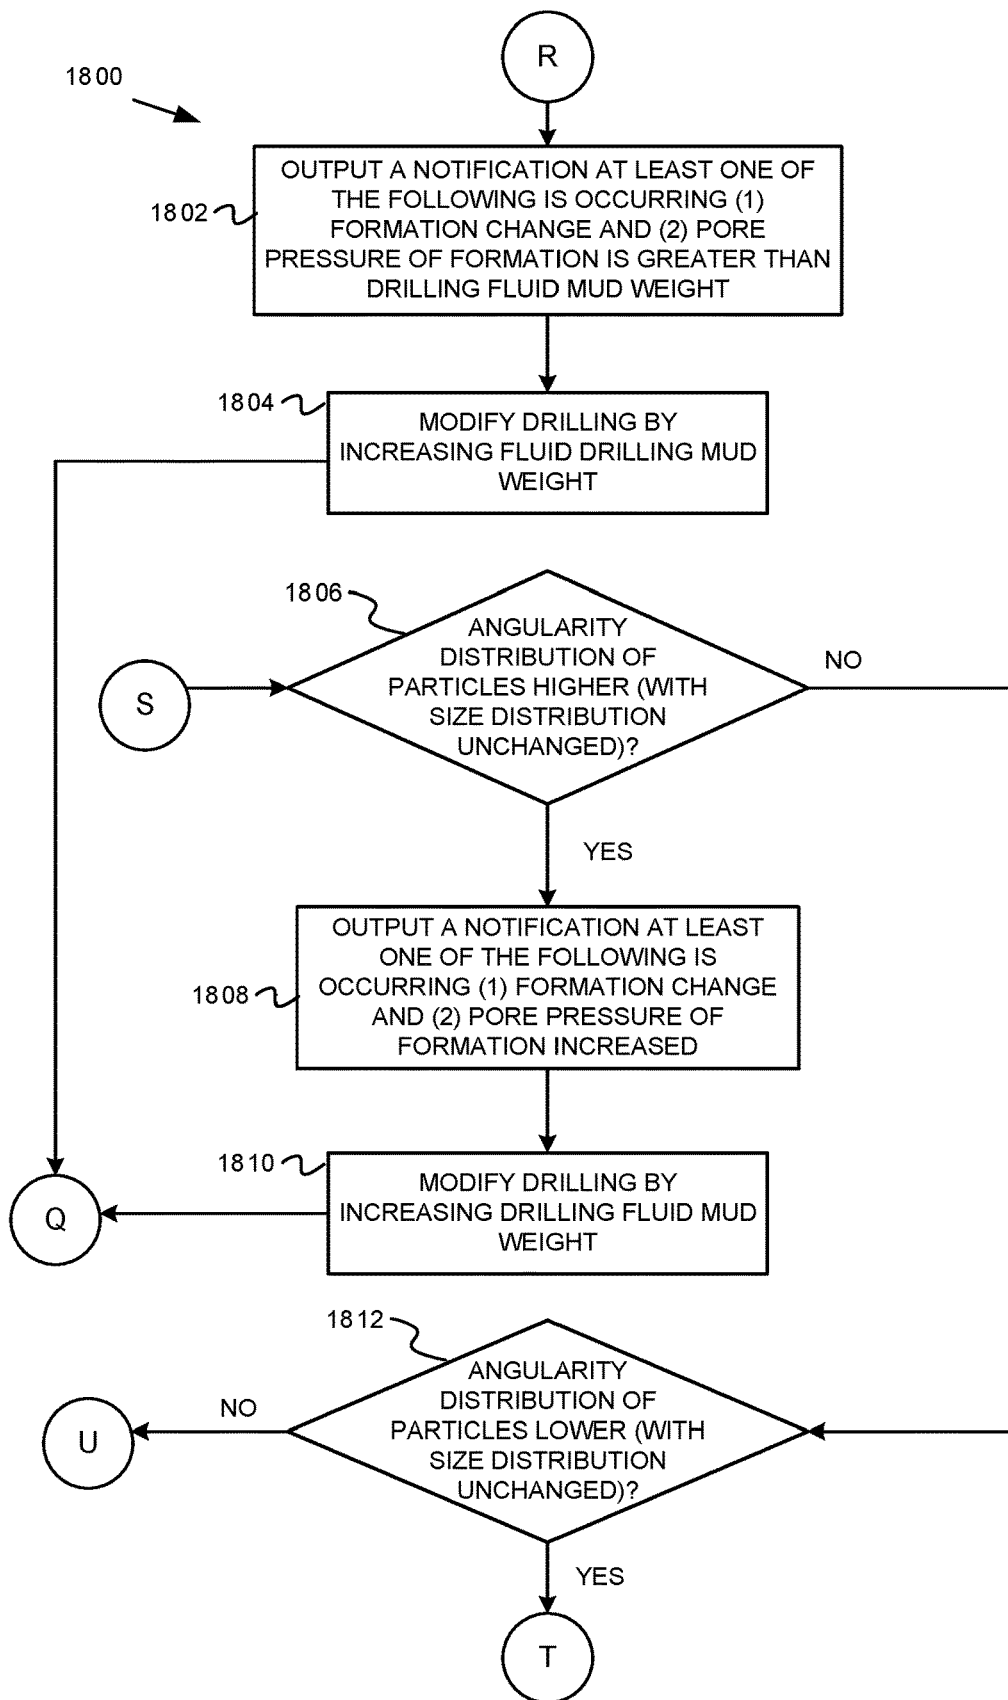 R
1800
OUTPUT A NOTIFICATION AT LEAST ONE OF
THE FOLLOWING IS OCCURRING (1)
FORMATION CHANGE AND (2) PORE
PRESSURE OF FORMATION IS GREATER THAN
DRILLING FLUID MUD WEIGHT
1802
1804
MODIFY DRILLING BY
INCREASING FLUID DRILLING MUD
WEIGHT
1806
ANGULARITY
DISTRIBUTION OF
PARTICLES HIGHER (WITH
SIZE DISTRIBUTION
UNCHANGED)?
NO
S
YES
OUTPUT A NOTIFICATION AT LEAST
ONE OF THE FOLLOWING IS
OCCURRING (1) FORMATION CHANGE
AND (2) PORE PRESSURE OF
FORMATION INCREASED
1808
1810
MODIFY DRILLING BY
INCREASING DRILLING FLUID MUD
WEIGHT
Q
1812
ANGULARITY
DISTRIBUTION OF
PARTICLES LOWER (WITH
SIZE DISTRIBUTION
UNCHANGED)?
NO
U
YES
T